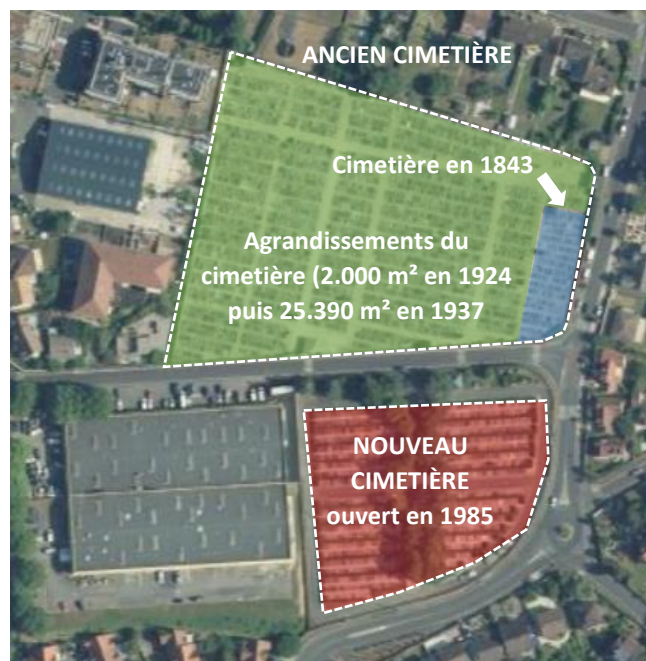 ANCIEN CIMETIÈRE
Cimetière en 1843
Agrandissements du
cimetière (2.000 m² en 1924
puis 25.390 m² en 1937
NOUVEAU
CIMETIÈRE
ouvert en 1985